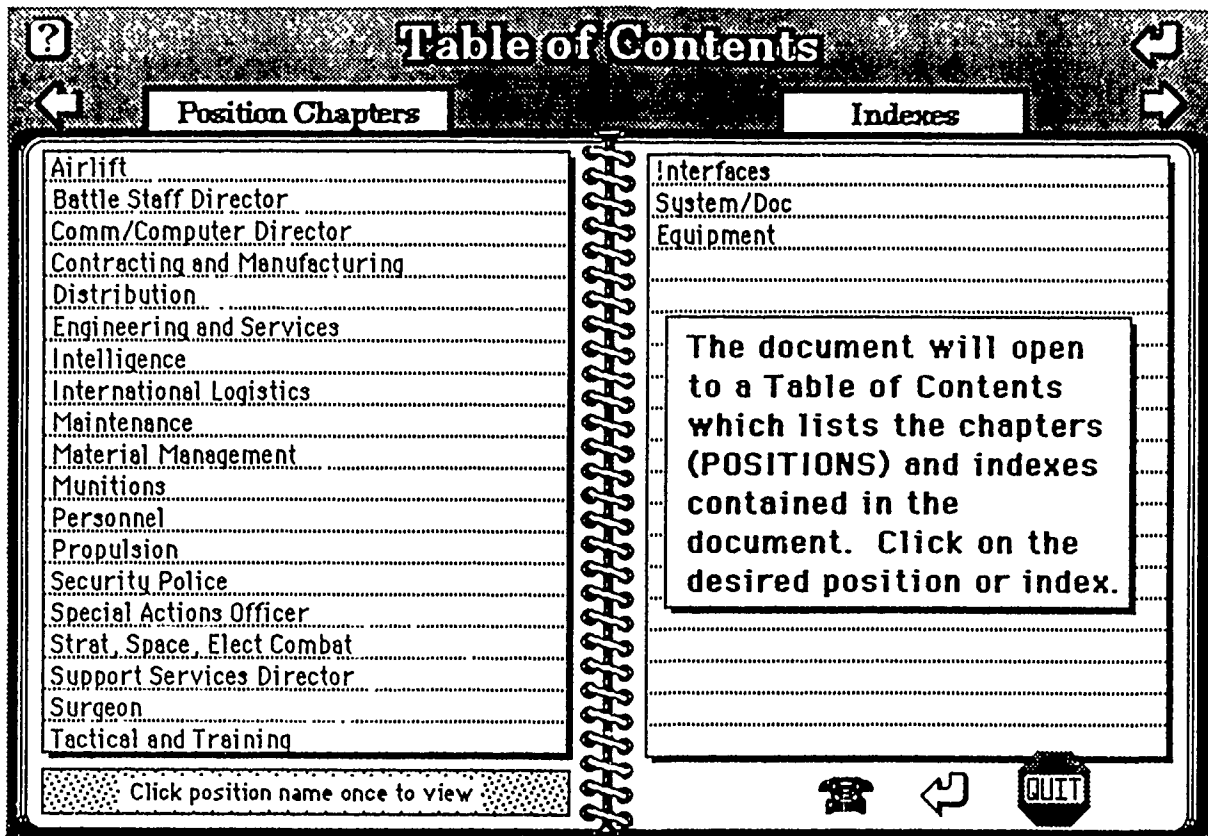 ?
Table of Contents
Position Chapters
Indexes
Airlift
Battle Staff Director
Comm/Computer Director
Contracting and Manufacturing
Distribution
Engineering and Services
Intelligence
International Logistics
Maintenance
Material Management
Munitions
Personnel
Propulsion
Security Police
Special Actions Officer
Strat, Space, Elect Combat
Support Services Director
Surgeon
Tactical and Training
Click position name once to view
Interfaces
System/Doc
Equipment
The document will open
to a Table of Contents
which lists the chapters
(POSITIONS) and indexes
contained in the
document. Click on the
desired position or index.
QUIT